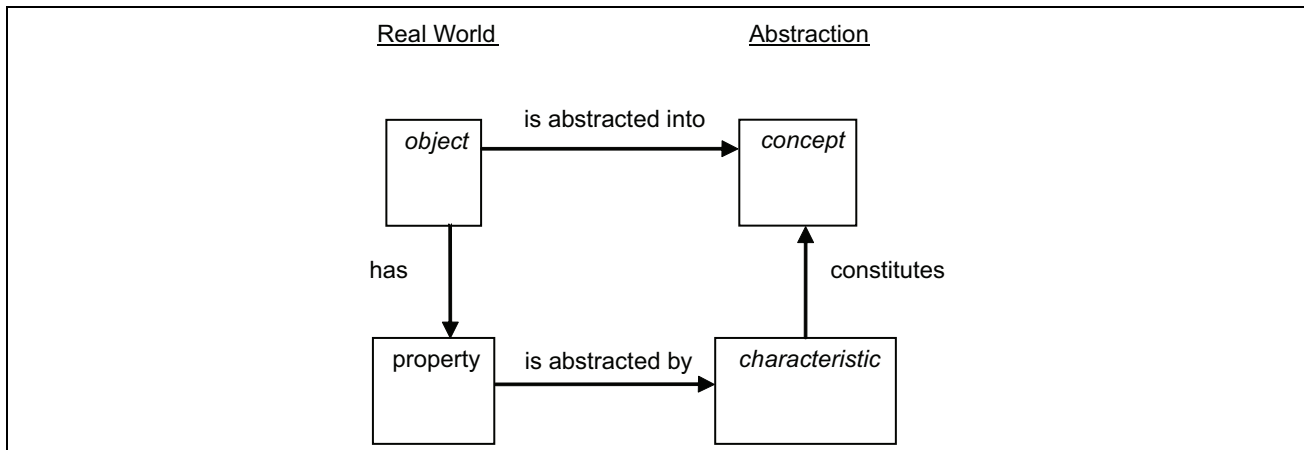 Real World Abstraction
is abstracted into
object concept
has constitutes
property is abstracted by characteristic